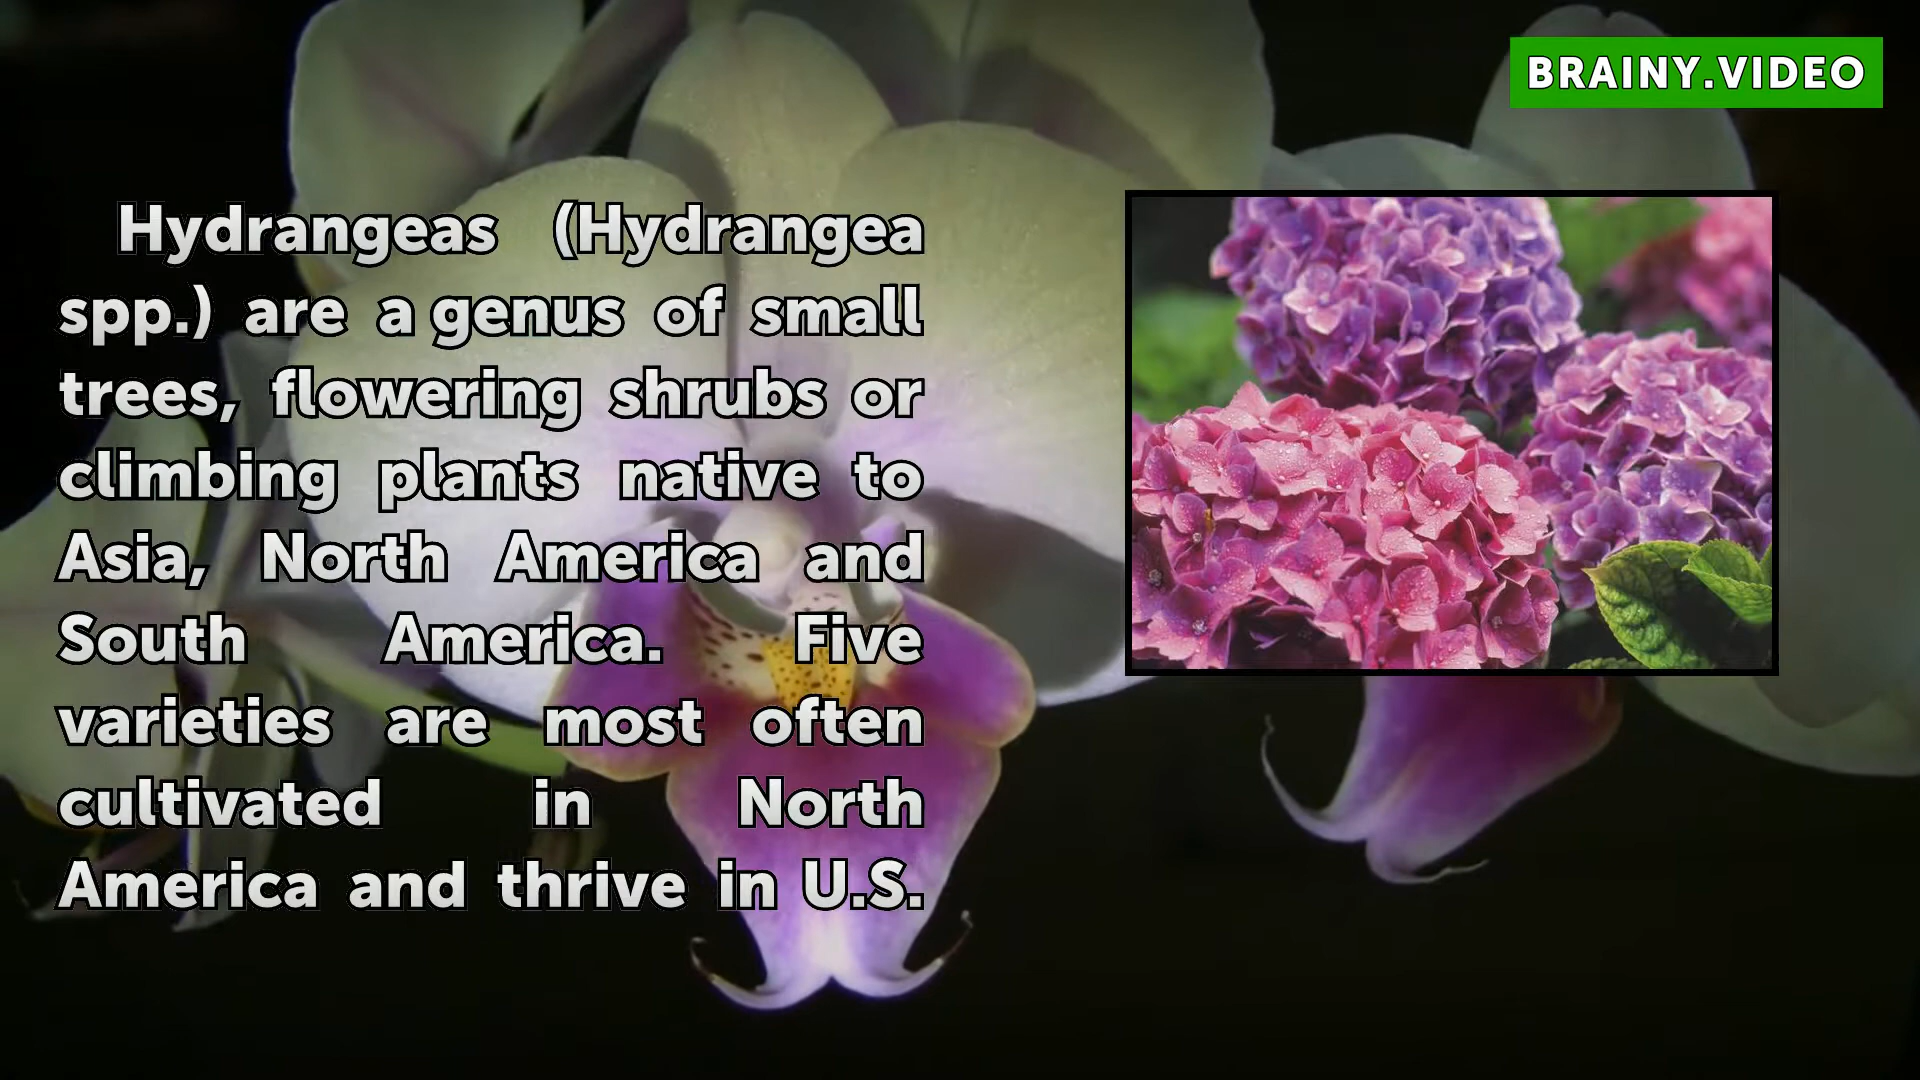 BRAINY.VIDEO
Hydrangeas (Hydrangea
spp.) are a genus of small
trees, flowering shrubs or
climbing plants native to
Asia, North America and
South America. Five
varieties are most often
cultivated in North
America and thrive in U.S.